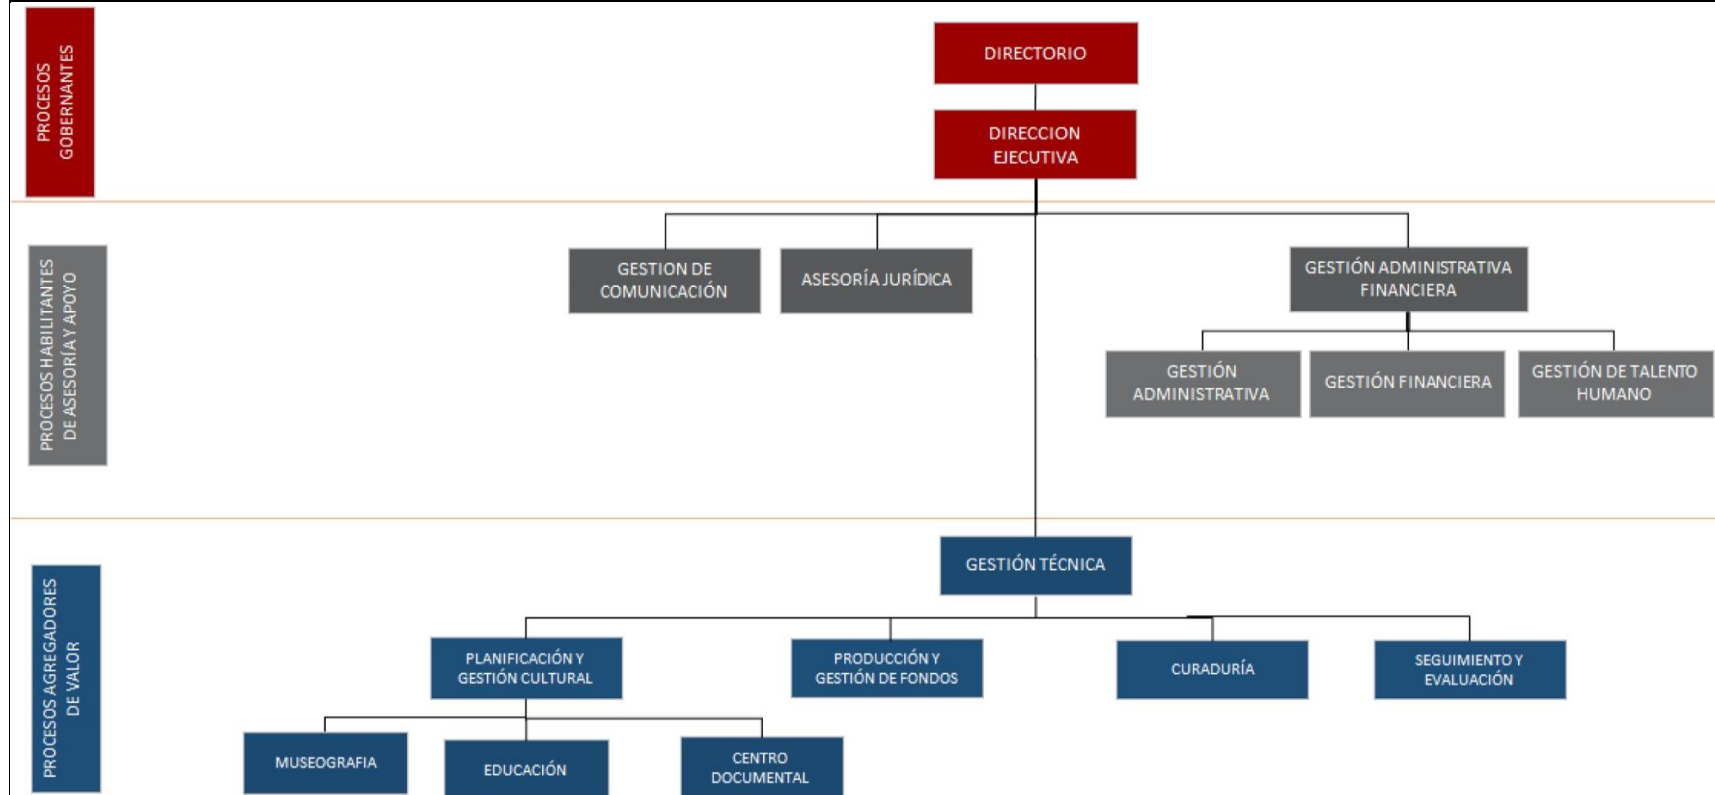 PROCESOS
GOBERNANTES
DIRECTORIO
DIRECCION
EJECUTIVA
PROCESOS HABILITANTES
DE ASESORÍA Y APOYO
GESTION DE
COMUNICACIÓN
ASESORÍA JURÍDICA
GESTIÓN ADMINISTRATIVA
FINANCIERA
GESTIÓN
ADMINISTRATIVA
GESTIÓN FINANCIERA
GESTIÓN DE TALENTO
HUMANO
PROCESOS AGREGADORES
DE VALOR
GESTIÓN TÉCNICA
PLANIFICACIÓN Y
GESTIÓN CULTURAL
PRODUCCIÓN Y
GESTIÓN DE FONDOS
CURADURÍA
SEGUIMIENTO Y
EVALUACIÓN
MUSEOGRAFIA
EDUCACIÓN
CENTRO
DOCUMENTAL